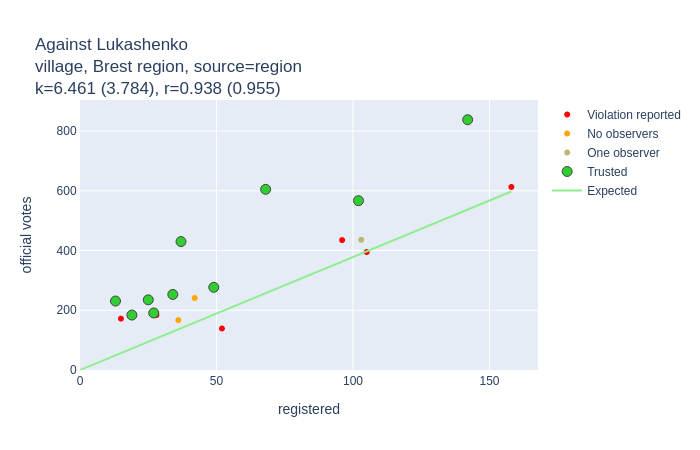 Against Lukashenko
village, Brest region, source=region
k=6.461 (3.784), r=0.938 (0.955)
800
600
400
200
0
0
50
100
150
official votes
registered
Violation reported
No observers
One observer
Trusted
Expected